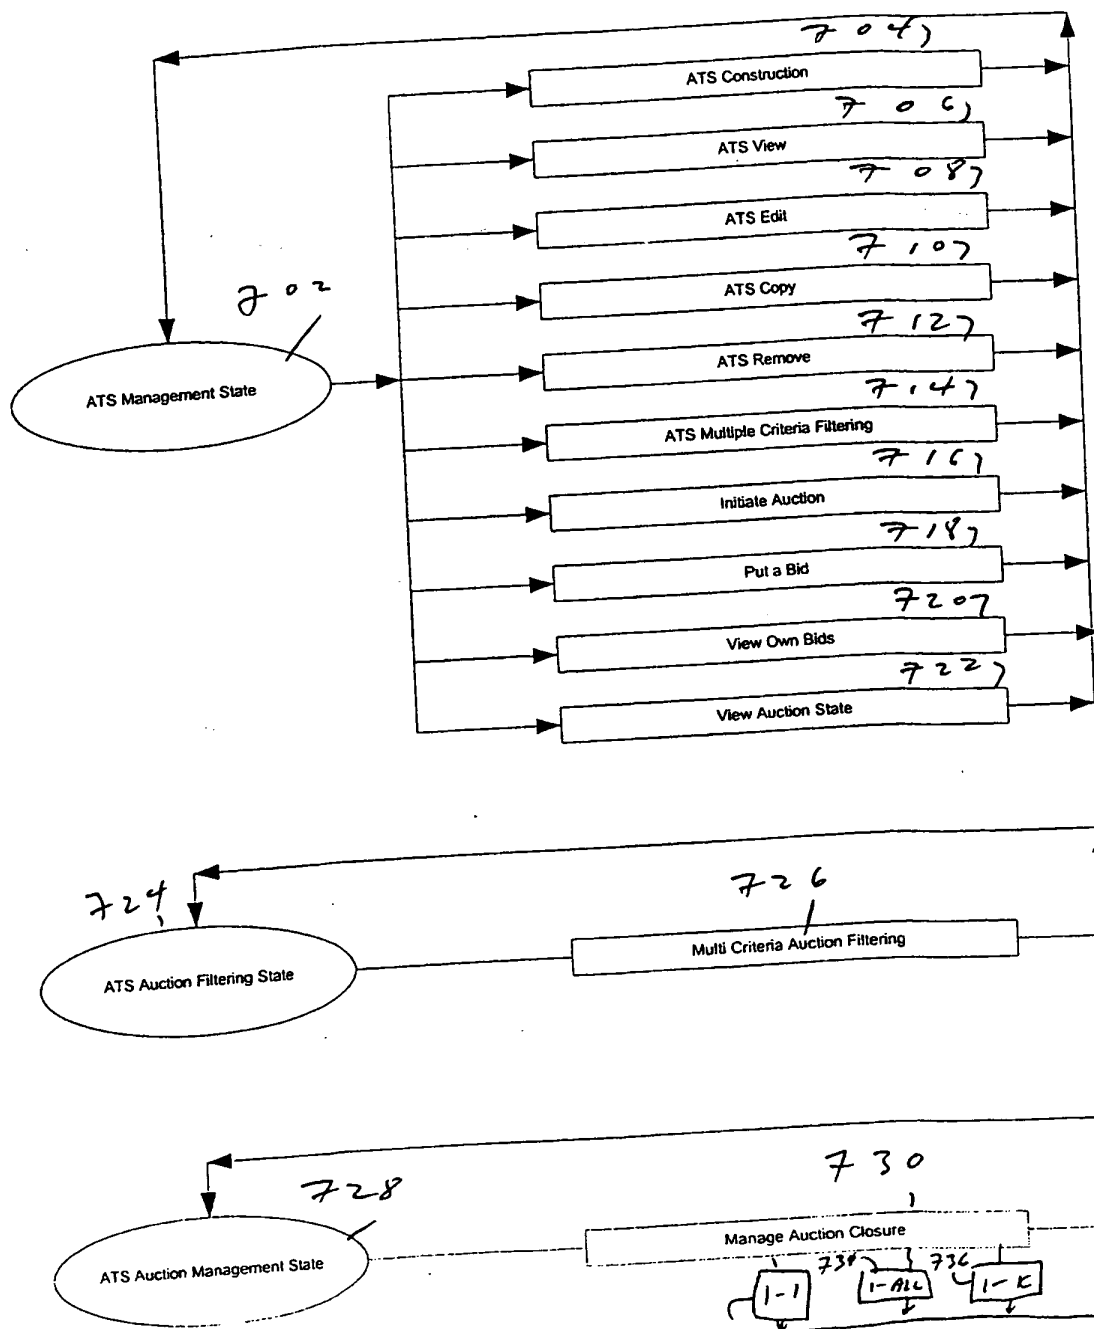 704
ATS Construction
706
ATS View
708
ATS Edit
710
ATS Copy
702
712
ATS Remove
ATS Management State
714
ATS Multiple Criteria Filtering
716
Initiate Auction
718
Put a Bid
720
View Own Bids
722
View Auction State
724
726
Multi Criteria Auction Filtering
ATS Auction Filtering State
728
730
Manage Auction Closure
ATS Auction Management State
734 736
1-1 1-ALL 1-K